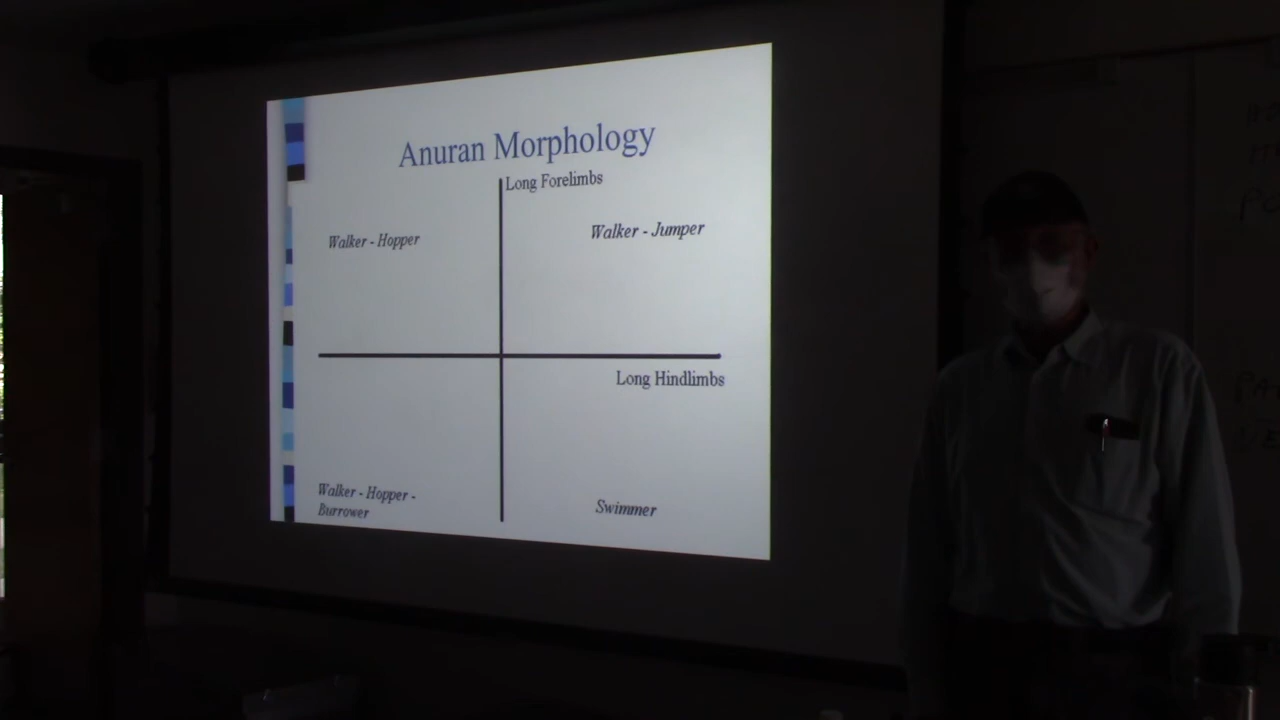 Anuran Morphology
Long Forelimbs
Walker - Hopper
Walker - Jumper
Long Hindlimbs
Walker - Hopper -
Burrower
Swimmer